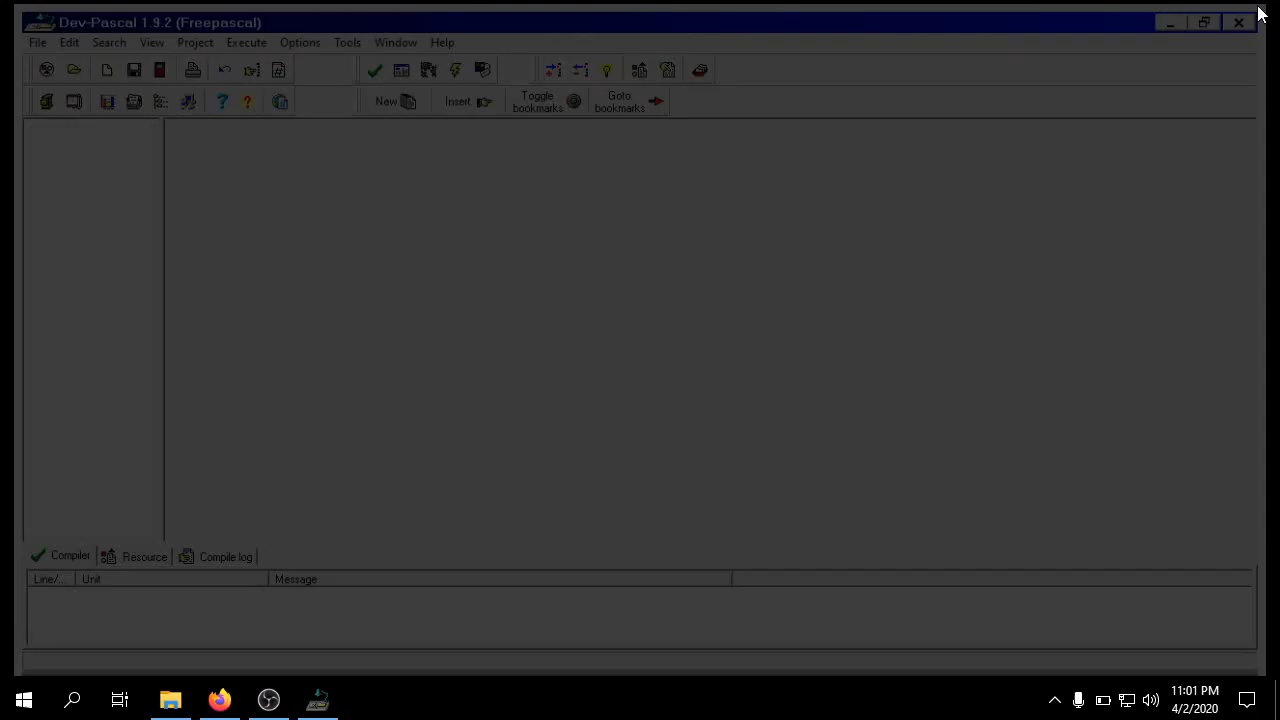 Dev-Pascal 1.9.2 (Freepascal)
File Edit Search View Project Execute Options Tools Window Help
New Insert Toggle bookmarks Goto bookmarks
Compiler Resource Compile log
Line/... Unit Message
11:01 PM
4/2/2020